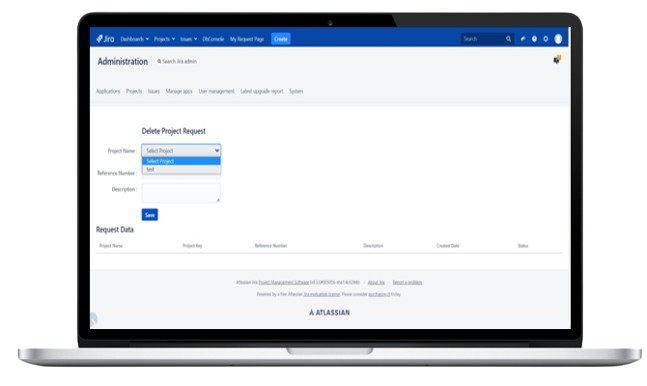 Jira Dashboards Projects Issues ObConsole My Request Page Create Search
Administration Search Jira admin
Applications Projects Issues Manage apps User management Latest upgrade report System
Delete Project Request
Project Name : Select Project
Select Project
test
Reference Number :
Description :
Save
Request Data
Project Name Project Key Reference Number Description Created Date Status
Atlassian Jira Project Management Software About Jira Report a problem
Powered by a free Atlassian Jira evaluation licence. Please consider purchasing it today.
ATLASSIAN